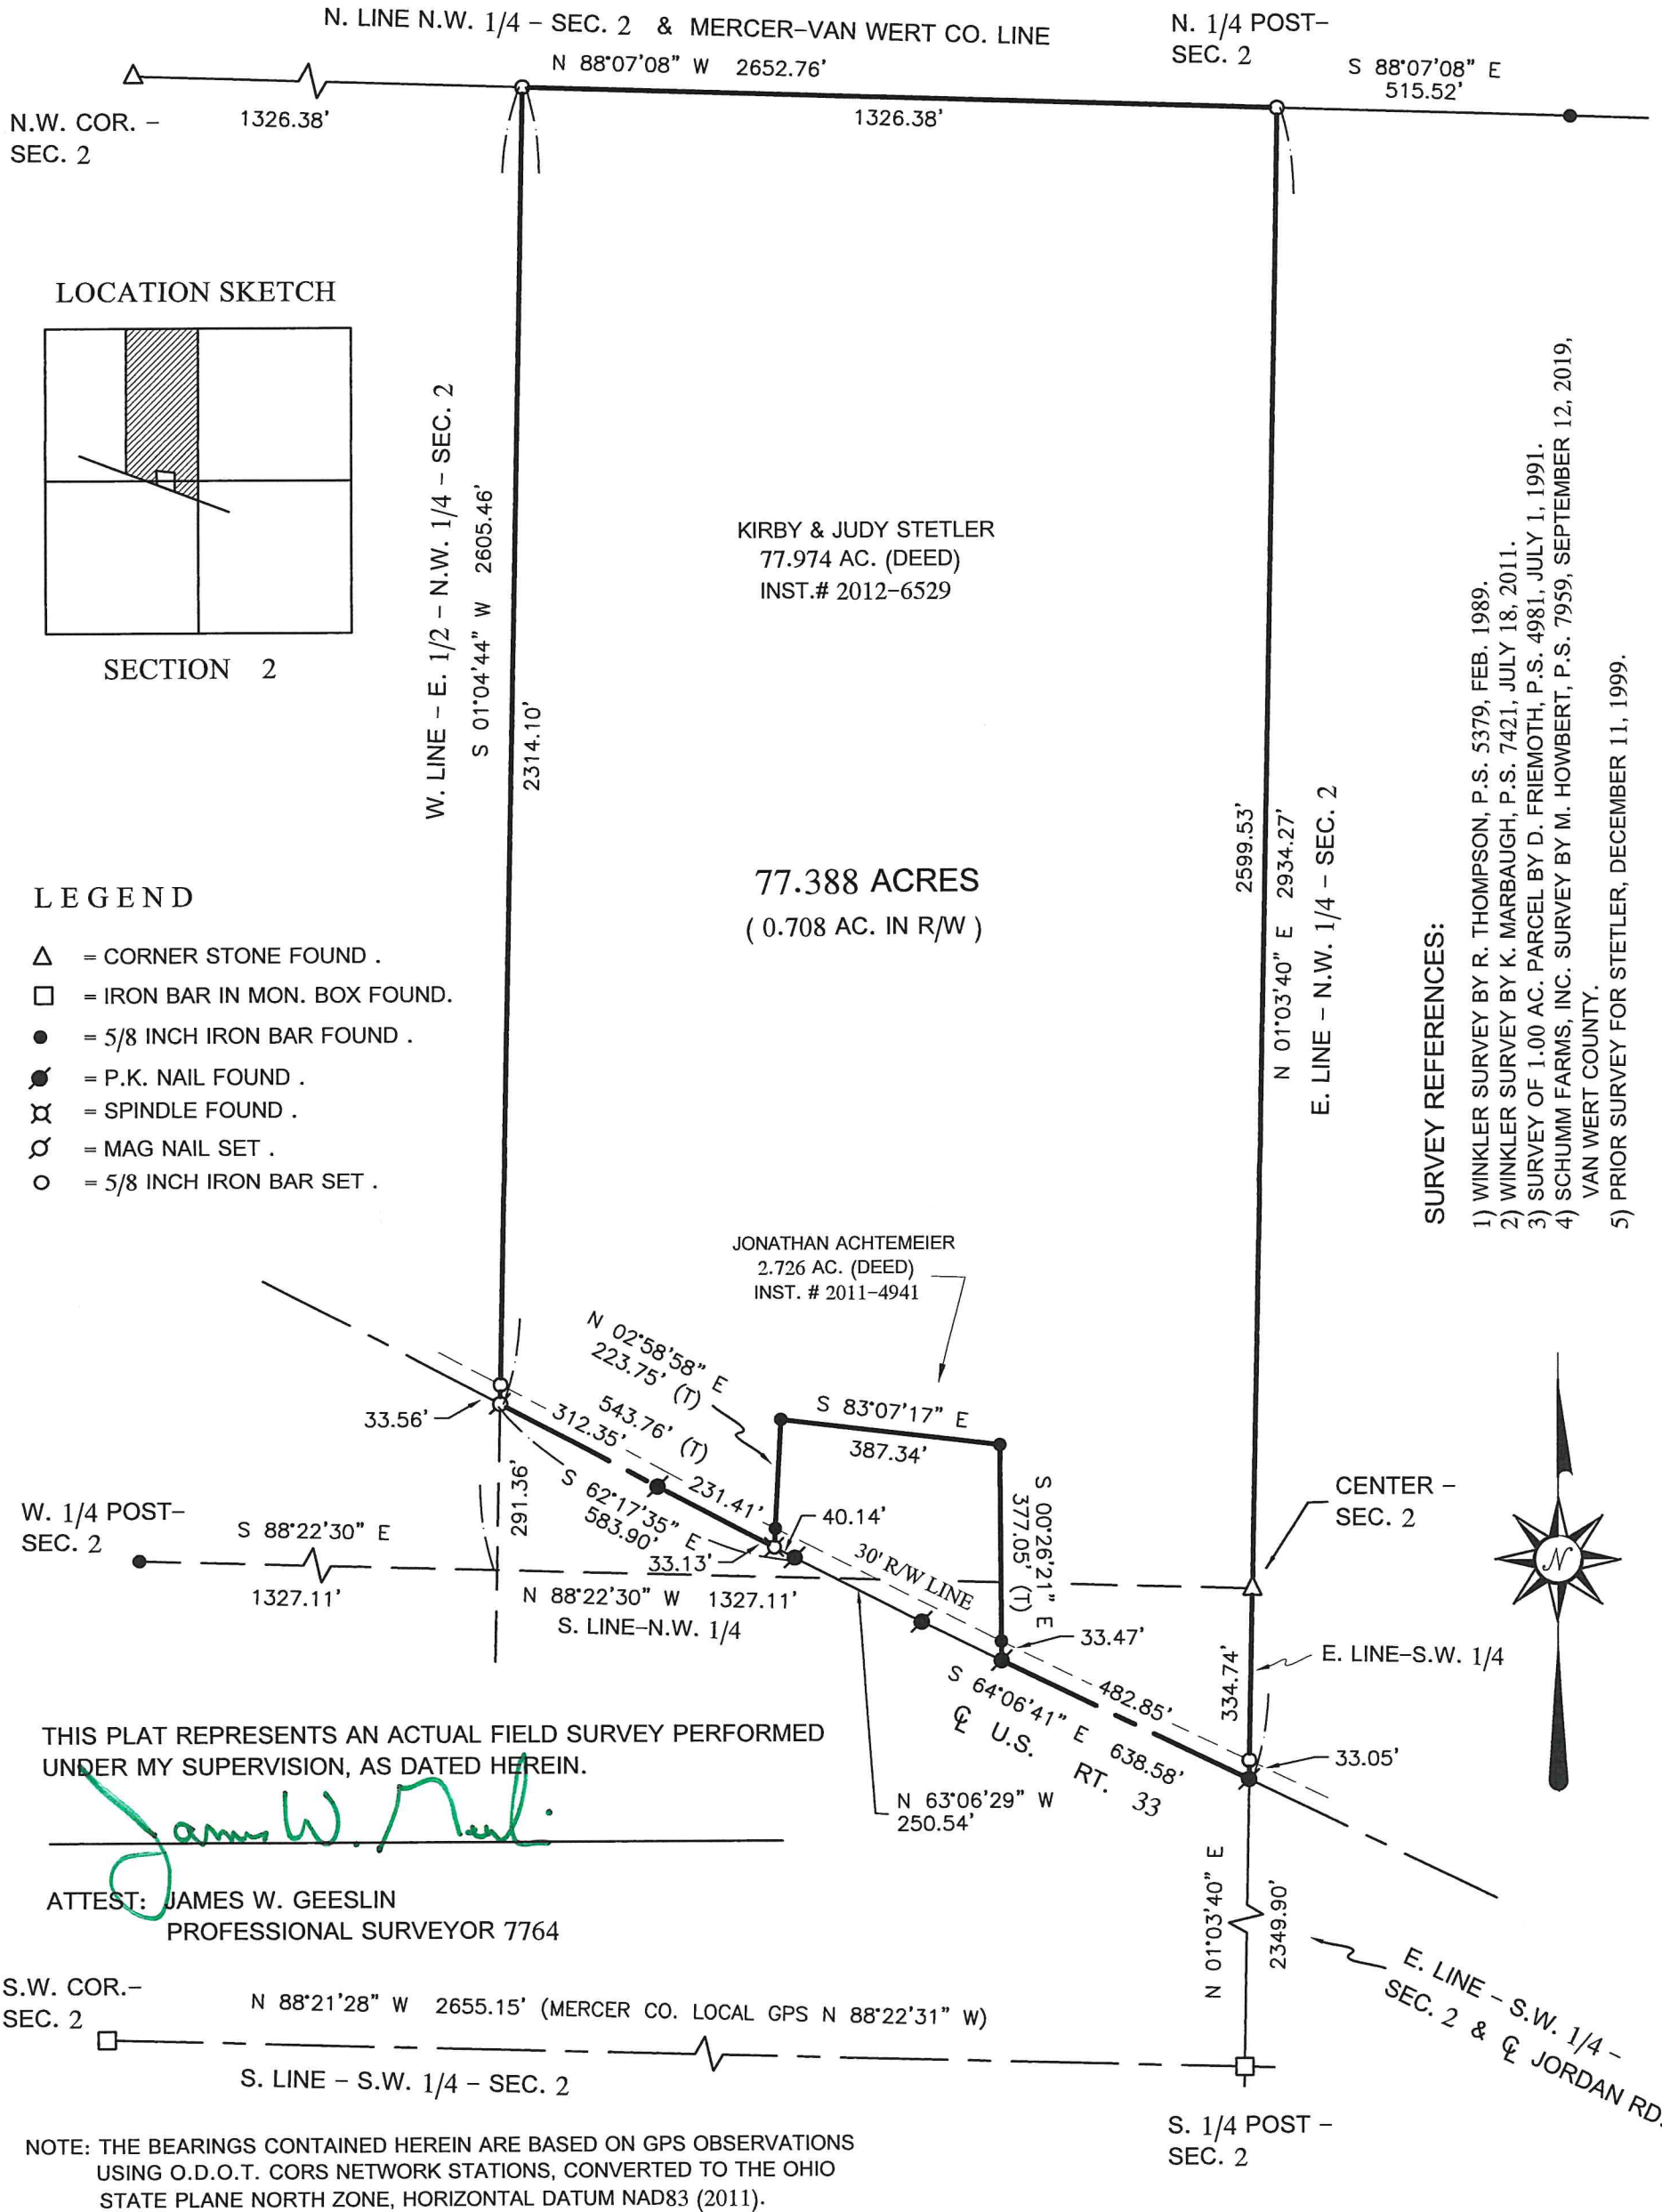 N. LINE N.W. 1/4 – SEC. 2 & MERCER–VAN WERT CO. LINE
N 88°07'08" W 2652.76'
N. 1/4 POST–
SEC. 2
S 88°07'08" E
515.52'
N.W. COR. –
SEC. 2
1326.38'
1326.38'
LOCATION SKETCH
SECTION 2
W. LINE – E. 1/2 – N.W. 1/4 – SEC. 2
S 01°04'44" W 2605.46'
2314.10'
KIRBY & JUDY STETLER
77.974 AC. (DEED)
INST.# 2012–6529
77.388 ACRES
( 0.708 AC. IN R/W )
2599.53'
N 01°03'40" E 2934.27'
E. LINE – N.W. 1/4 – SEC. 2
SURVEY REFERENCES:
1) WINKLER SURVEY BY R. THOMPSON, P.S. 5379, FEB. 1989.
2) WINKLER SURVEY BY K. MARBAUGH, P.S. 7421, JULY 18, 2011.
3) SURVEY OF 1.00 AC. PARCEL BY D. FRIEMOTH, P.S. 4981, JULY 1, 1991.
4) SCHUMM FARMS, INC. SURVEY BY M. HOWBERT, P.S. 7959, SEPTEMBER 12, 2019,
VAN WERT COUNTY.
5) PRIOR SURVEY FOR STETLER, DECEMBER 11, 1999.
LEGEND
= CORNER STONE FOUND .
= IRON BAR IN MON. BOX FOUND.
= 5/8 INCH IRON BAR FOUND .
= P.K. NAIL FOUND .
= SPINDLE FOUND .
= MAG NAIL SET .
= 5/8 INCH IRON BAR SET .
JONATHAN ACHTEMEIER
2.726 AC. (DEED)
INST. # 2011–4941
N 02°58'58" E
223.75' (T)
543.76' (T)
312.35'
231.41'
33.56'
S 62°17'35" E
583.90'
291.36'
S 83°07'17" E
387.34'
S 00°26'21" E
377.05' (T)
40.14'
33.13'
30' R/W LINE
33.47'
CENTER –
SEC. 2
W. 1/4 POST–
SEC. 2
S 88°22'30" E
1327.11'
N 88°22'30" W 1327.11'
S. LINE–N.W. 1/4
334.74'
E. LINE–S.W. 1/4
482.85'
S 64°06'41" E 638.58'
℄ U.S. RT. 33
33.05'
N 63°06'29" W
250.54'
N
THIS PLAT REPRESENTS AN ACTUAL FIELD SURVEY PERFORMED
UNDER MY SUPERVISION, AS DATED HEREIN.
ATTEST: JAMES W. GEESLIN
PROFESSIONAL SURVEYOR 7764
N 01°03'40" E
2349.90'
E. LINE – S.W. 1/4 –
SEC. 2 & ℄ JORDAN RD.
S.W. COR.–
SEC. 2
N 88°21'28" W 2655.15' (MERCER CO. LOCAL GPS N 88°22'31" W)
S. LINE – S.W. 1/4 – SEC. 2
S. 1/4 POST –
SEC. 2
NOTE: THE BEARINGS CONTAINED HEREIN ARE BASED ON GPS OBSERVATIONS
USING O.D.O.T. CORS NETWORK STATIONS, CONVERTED TO THE OHIO
STATE PLANE NORTH ZONE, HORIZONTAL DATUM NAD83 (2011).